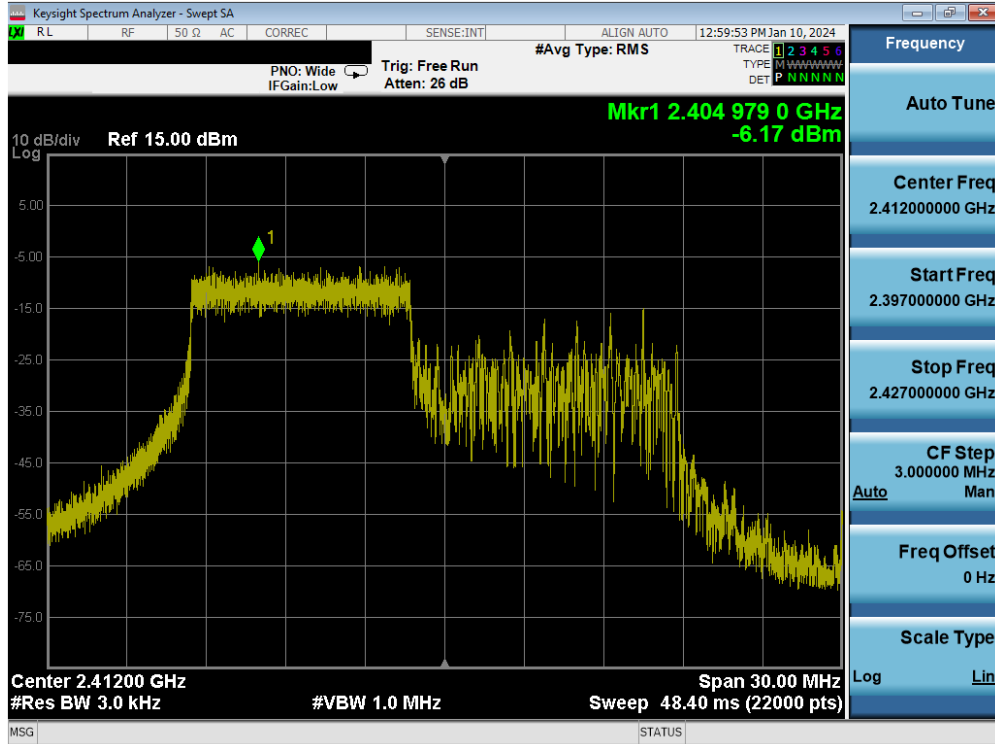 Keysight Spectrum Analyzer - Swept SA
LXI RL RF 50 Ω AC CORREC SENSE:INT ALIGN AUTO 12:59:53 PM Jan 10, 2024
#Avg Type: RMS
TRACE 1 2 3 4 5 6
PNO: Wide Trig: Free Run
TYPE M WWWWW
IFGain:Low Atten: 26 dB
DET P N N N N N
Mkr1 2.404 979 0 GHz
-6.17 dBm
10 dB/div Ref 15.00 dBm
Log
1
5.00
-5.00
-15.0
-25.0
-35.0
-45.0
-55.0
-65.0
-75.0
Center 2.41200 GHz Span 30.00 MHz
#Res BW 3.0 kHz #VBW 1.0 MHz Sweep 48.40 ms (22000 pts)
MSG STATUS
Frequency
Auto Tune
Center Freq
2.412000000 GHz
Start Freq
2.397000000 GHz
Stop Freq
2.427000000 GHz
CF Step
3.000000 MHz
Auto Man
Freq Offset
0 Hz
Scale Type
Log Lin